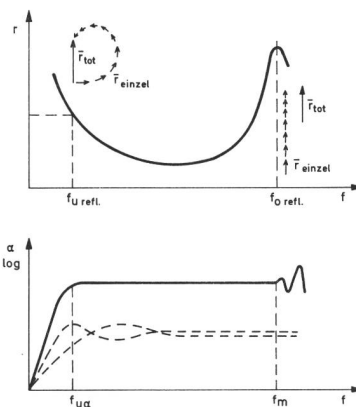 r
r̄tot
r̄einzel
r̄tot
r̄einzel
fu refl.
fo refl.
f
α
log
fuα
fm
f